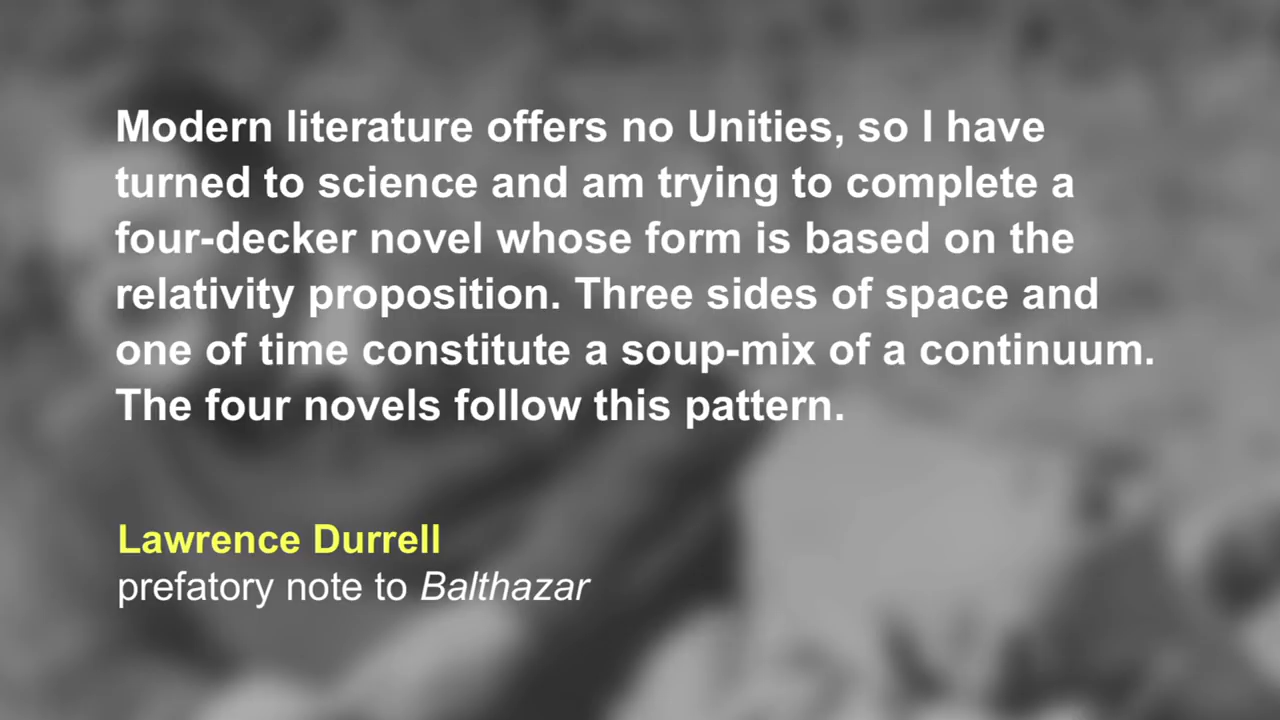 Modern literature offers no Unities, so I have
turned to science and am trying to complete a
four-decker novel whose form is based on the
relativity proposition. Three sides of space and
one of time constitute a soup-mix of a continuum.
The four novels follow this pattern.
Lawrence Durrell
prefatory note to Balthazar